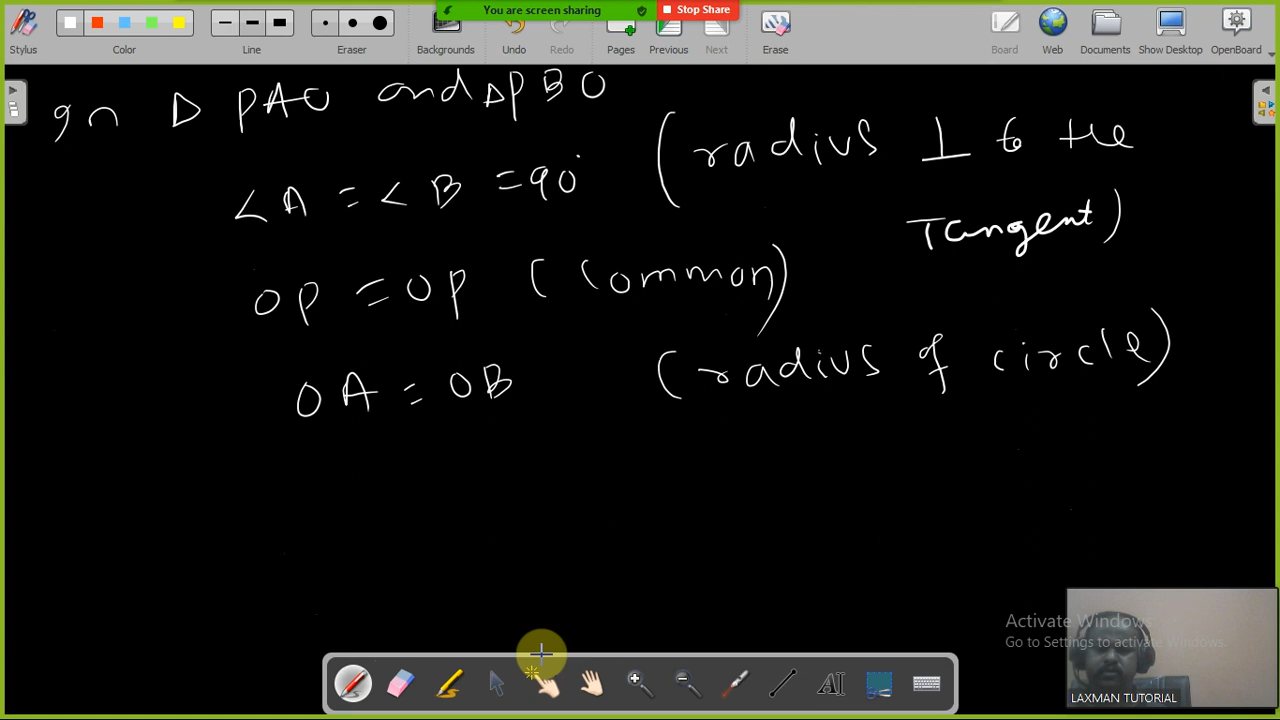 You are screen sharing Stop Share
Stylus Color Line Eraser Backgrounds Undo Redo Pages Previous Next Erase Board Web Documents Show Desktop OpenBoard
In Δ PAO and Δ PBO
∠A = ∠B = 90° (radius ⊥ to the
Tangent)
OP = OP (Common)
OA = OB (radius of circle)
Activate Windows
Go to Settings to activate Windows.
LAXMAN TUTORIAL